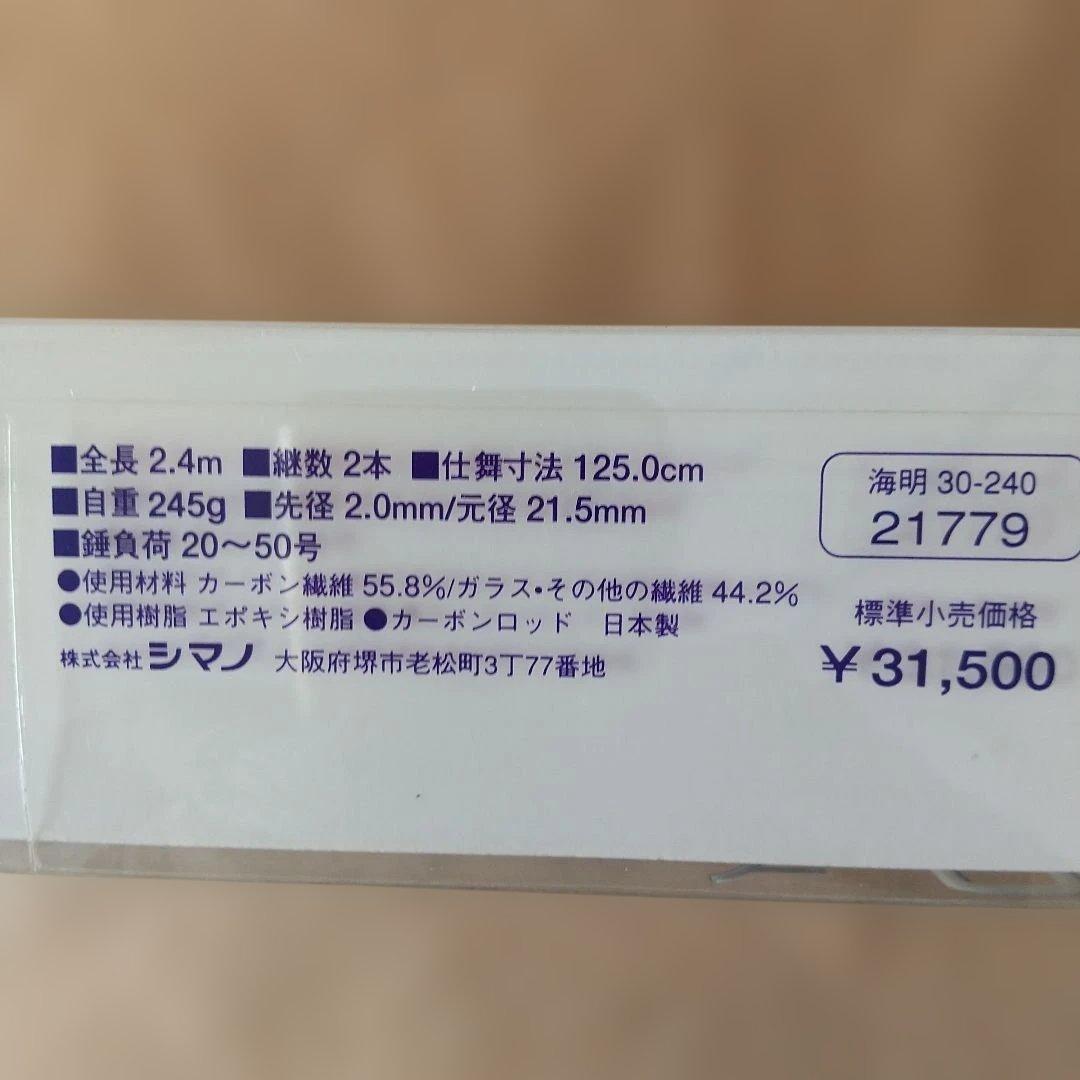 ■全長 2.4m ■継数 2本 ■仕舞寸法 125.0cm
■自重 245g ■先径 2.0mm/元径 21.5mm
■錘負荷 20〜50号
●使用材料 カーボン繊維 55.8%/ガラス・その他の繊維 44.2%
●使用樹脂 エポキシ樹脂 ●カーボンロッド 日本製
株式会社シマノ 大阪府堺市老松町3丁77番地
海明 30-240
21779
標準小売価格
¥31,500